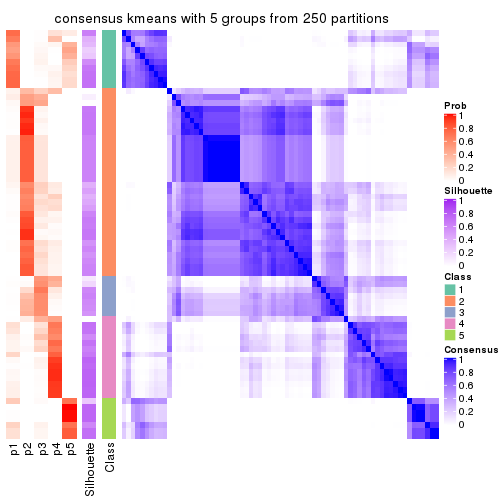 consensus kmeans with 5 groups from 250 partitions
Prob
1
0.8
0.6
0.4
0.2
0
Silhouette
1
0.8
0.6
0.4
0.2
0
Class
1
2
3
4
5
Consensus
1
0.8
0.6
0.4
0.2
0
p1
p2
p3
p4
p5
Silhouette
Class